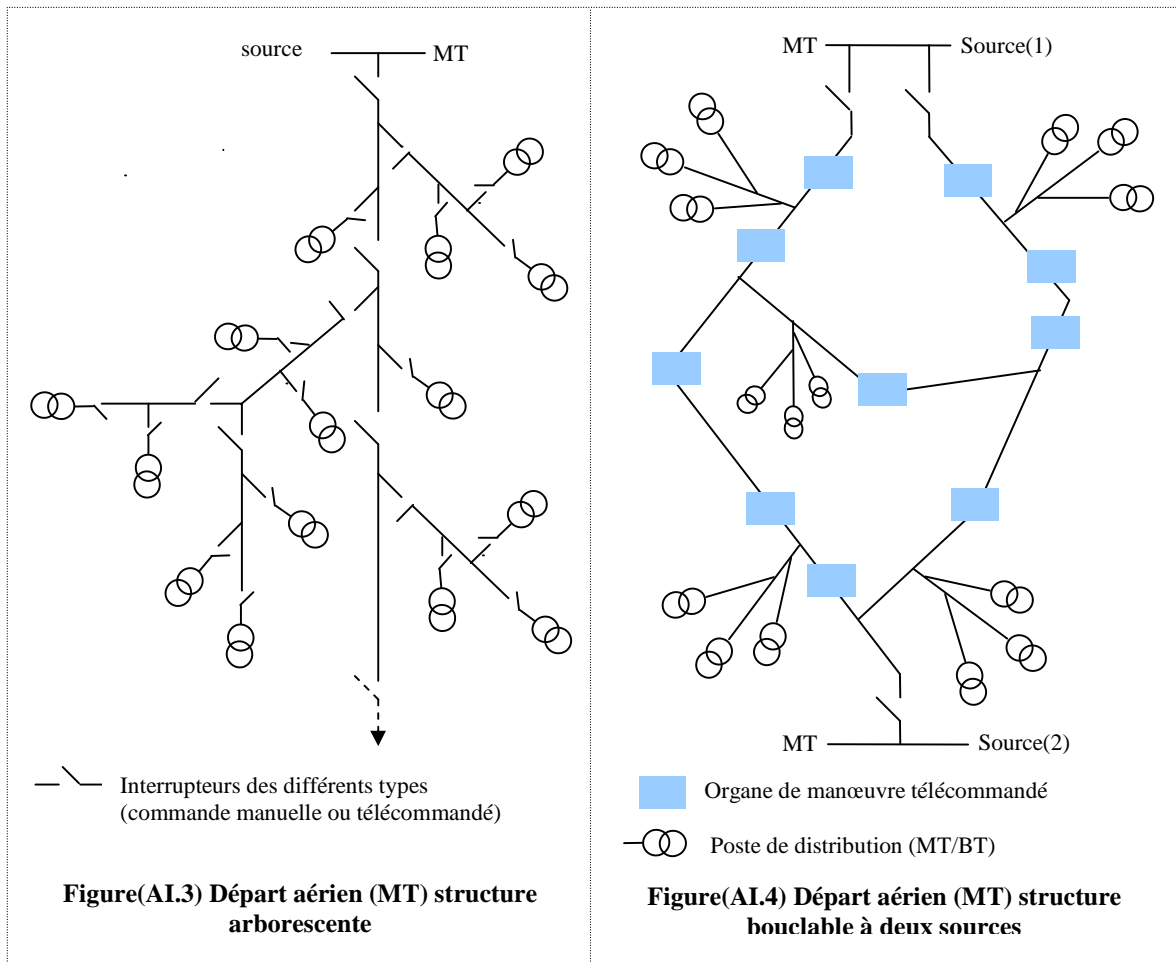 source
MT
Interrupteurs des différents types
(commande manuelle ou télécommandé)
Figure(AI.3) Départ aérien (MT) structure
arborescente
MT
Source(1)
MT
Source(2)
Organe de manœuvre télécommandé
Poste de distribution (MT/BT)
Figure(AI.4) Départ aérien (MT) structure
bouclable à deux sources